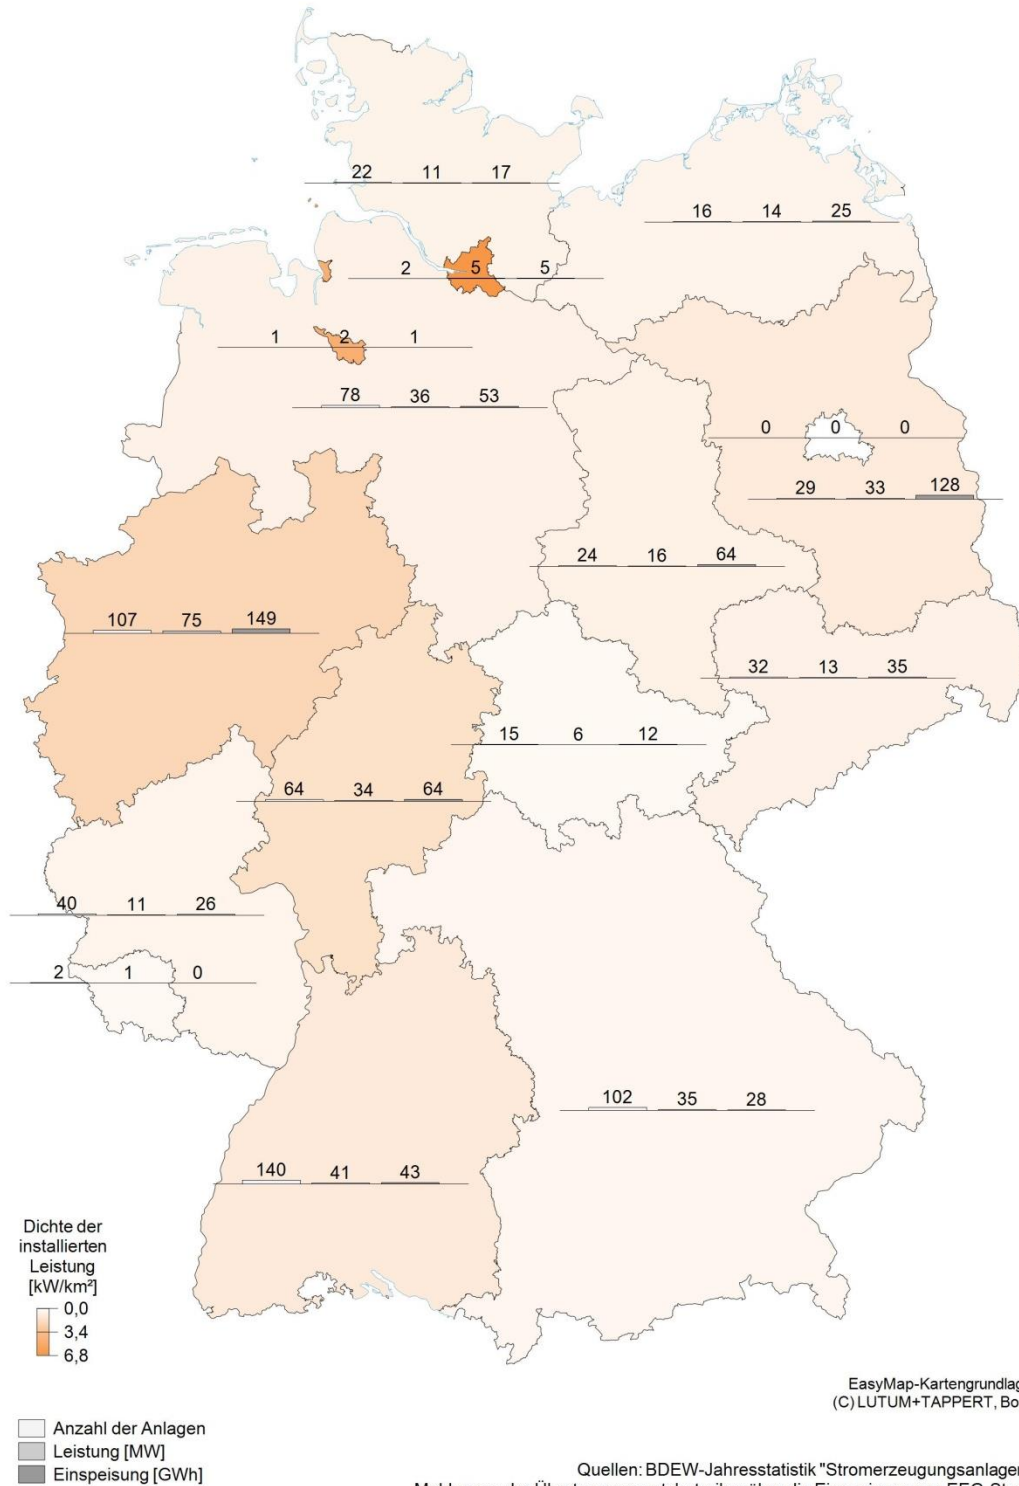 22 11 17
16 14 25
2 5 5
1 2 1
78 36 53
0 0 0
29 33 128
24 16 64
107 75 149
32 13 35
15 6 12
64 34 64
40 11 26
2 1 0
102 35 28
140 41 43
Dichte der
installierten
Leistung
[kW/km²]
0,0
3,4
6,8
EasyMap-Kartengrundlag
(C) LUTUM+TAPPERT, Bo
Anzahl der Anlagen
Leistung [MW]
Einspeisung [GWh]
Quellen: BDEW-Jahresstatistik "Stromerzeugungsanlagen